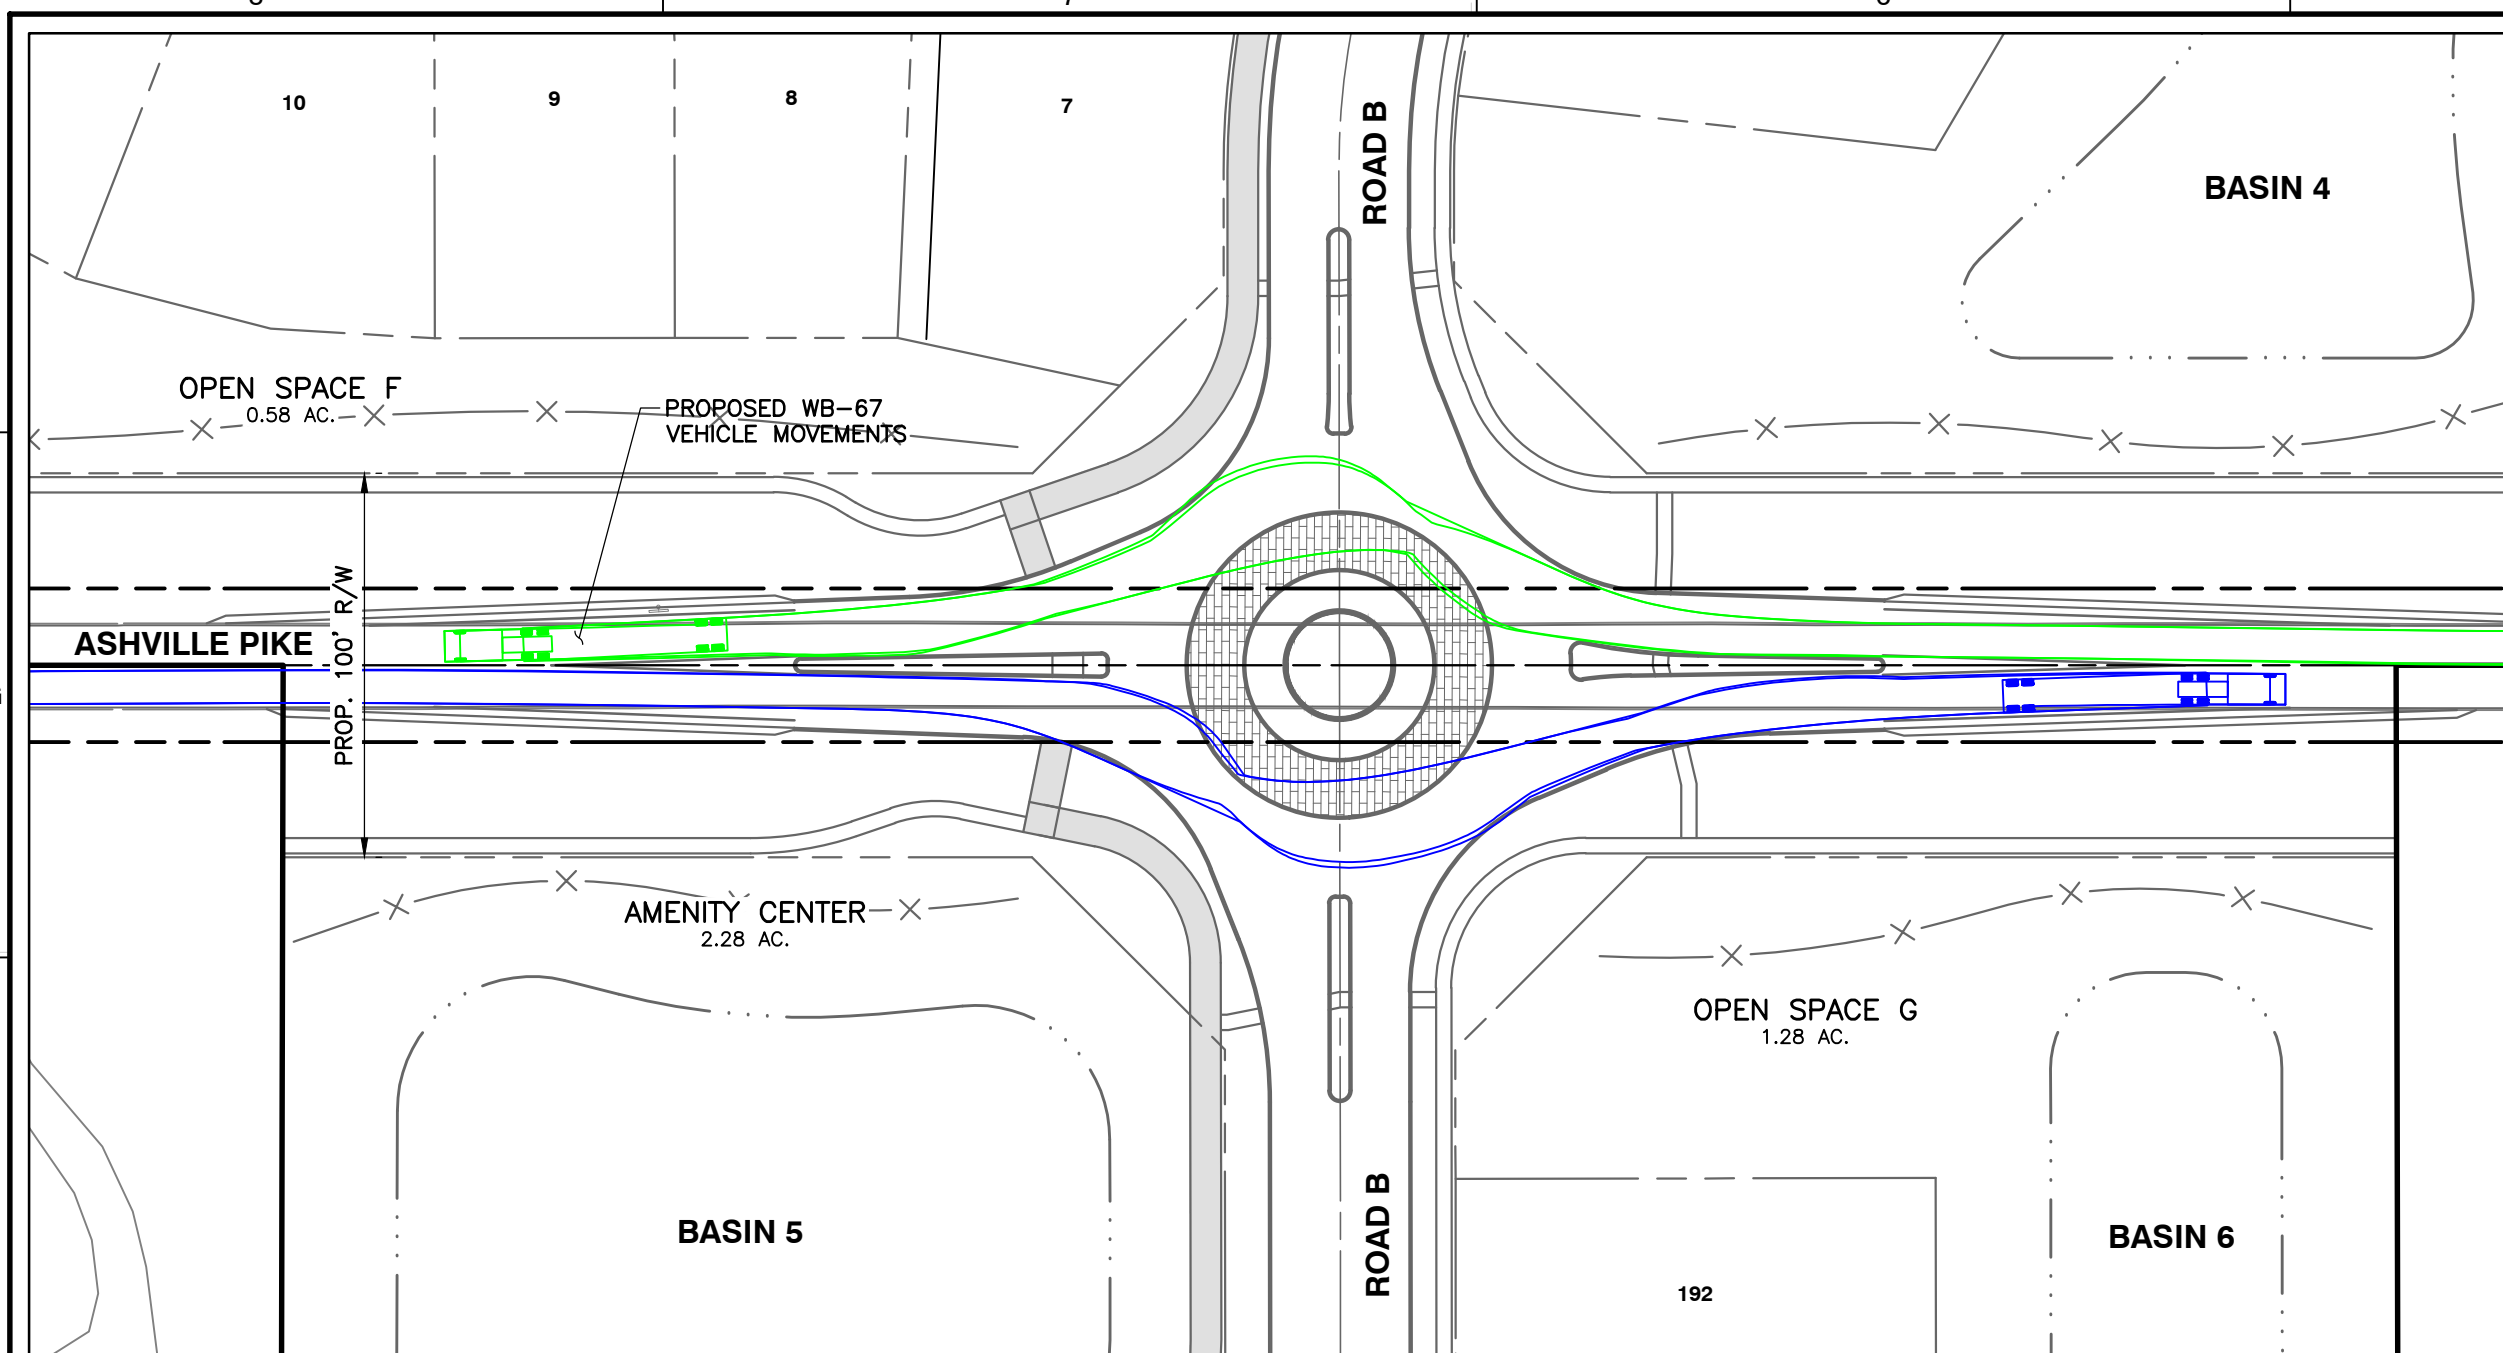 10
9
8
7
ROAD B
BASIN 4
OPEN SPACE F
0.58 AC.
PROPOSED WB-67
VEHICLE MOVEMENTS
ASHVILLE PIKE
PROP. 100' R/W
AMENITY CENTER
2.28 AC.
OPEN SPACE G
1.28 AC.
BASIN 5
ROAD B
BASIN 6
192